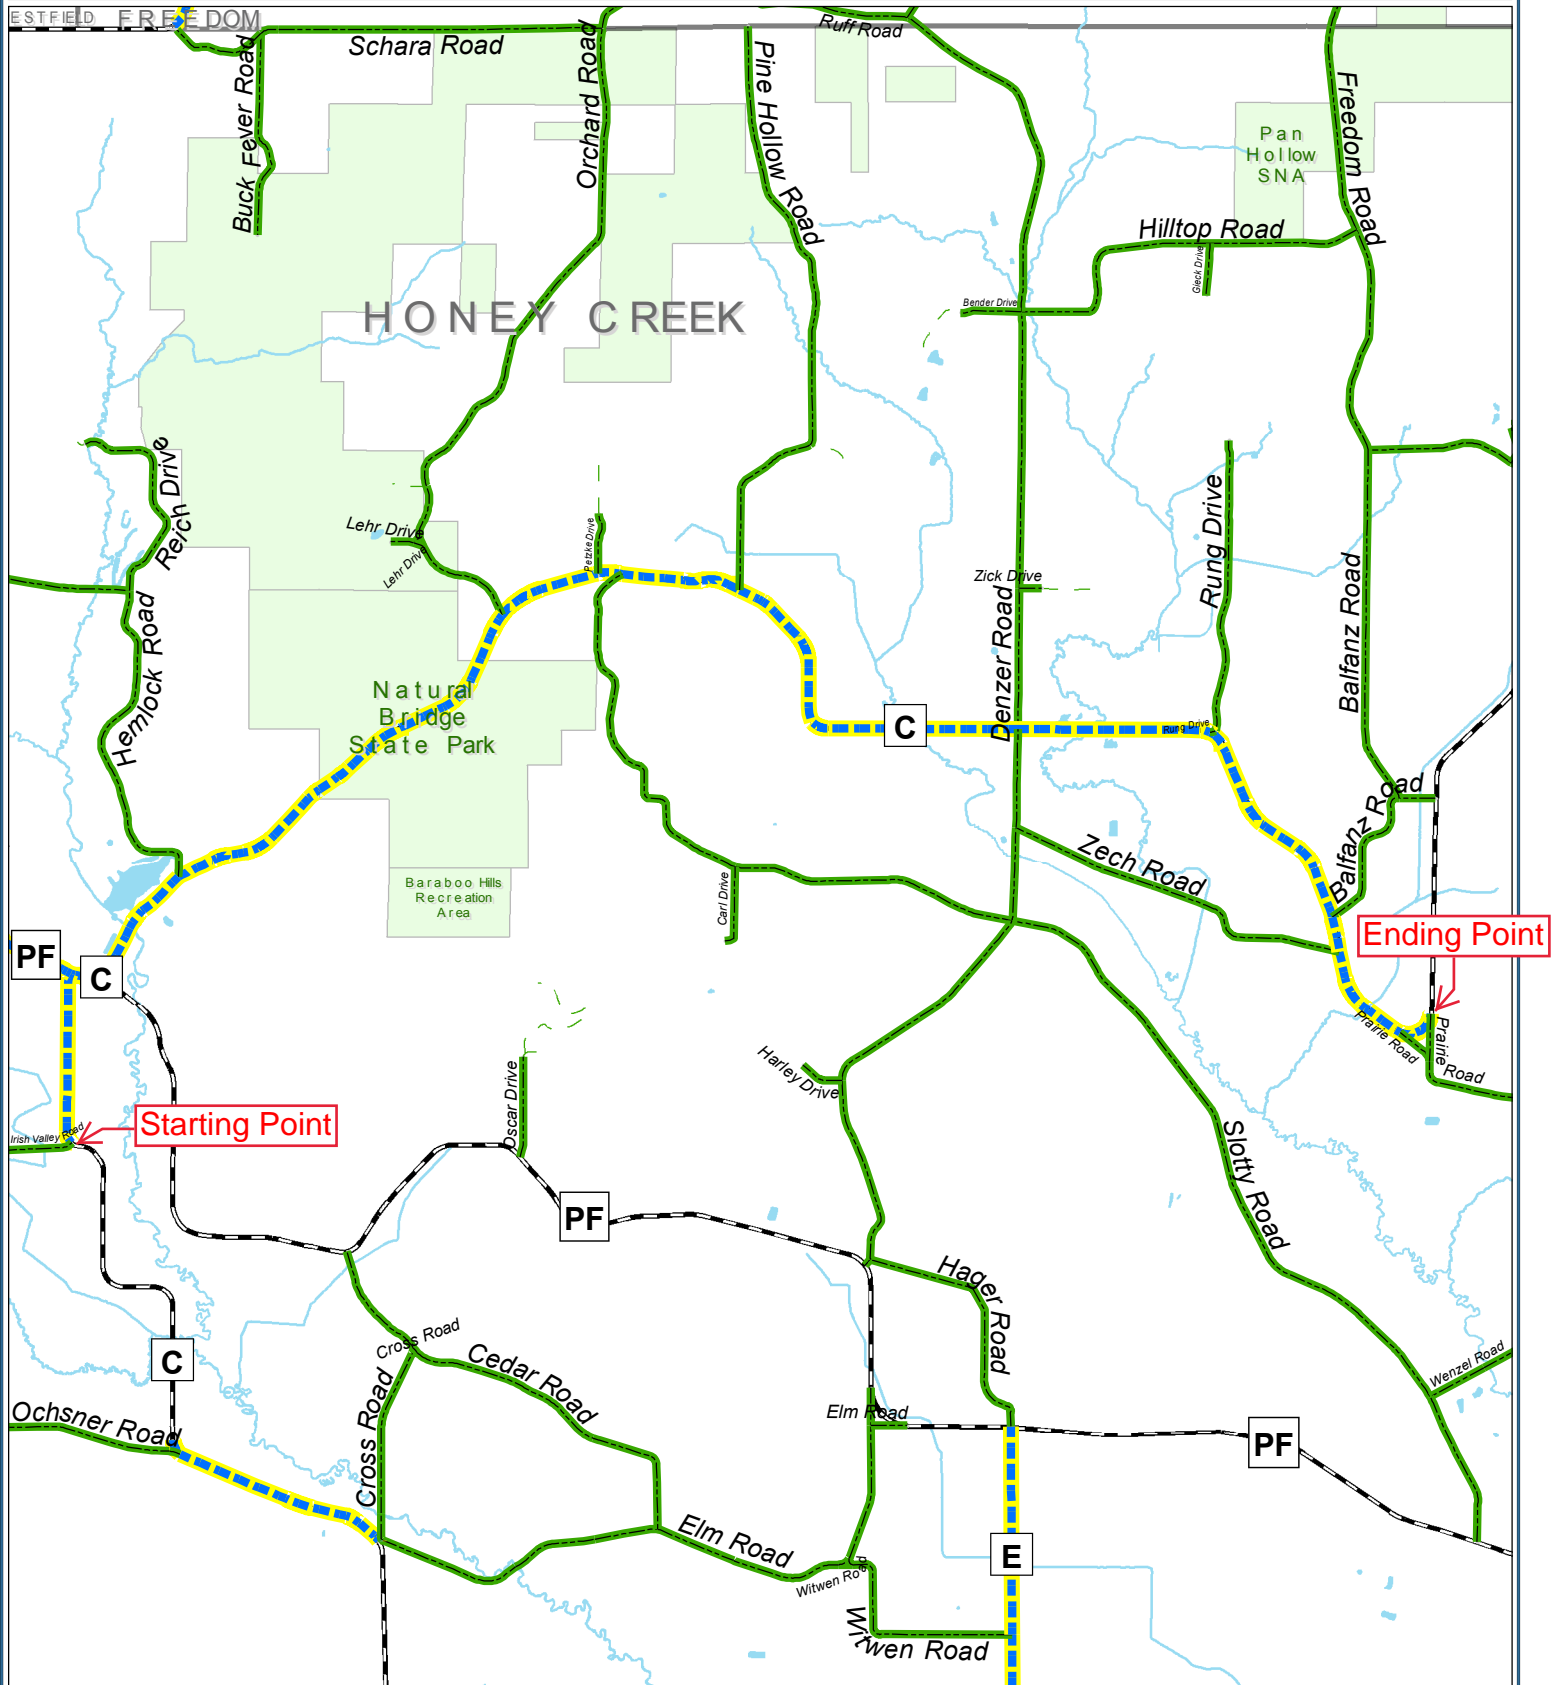 ESTFIELD
FREEDOM
Schara Road
Ruff Road
Buck Fever Road
Orchard Road
Pine Hollow Road
Freedom Road
Pan
Hollow
SNA
Hilltop Road
Gieck Drive
Bender Drive
HONEY CREEK
Reich Drive
Lehr Drive
Lehr Drive
Petzke Drive
Zick Drive
Rung Drive
Balfanz Road
Hemlock Road
Denzer Road
Natural
Bridge
State Park
C
Rung Drive
Balfanz Road
Zech Road
Baraboo Hills
Recreation
Area
Carl Drive
Ending Point
PF
C
Prairie Road
Prairie Road
Harley Drive
Oscar Drive
Starting Point
Irish Valley Road
Slotty Road
PF
Hager Road
Cross Road
C
Cedar Road
Wenzel Road
Cross Road
Ochsner Road
Elm Road
PF
Elm Road
E
Witwen Road
Witwen Road